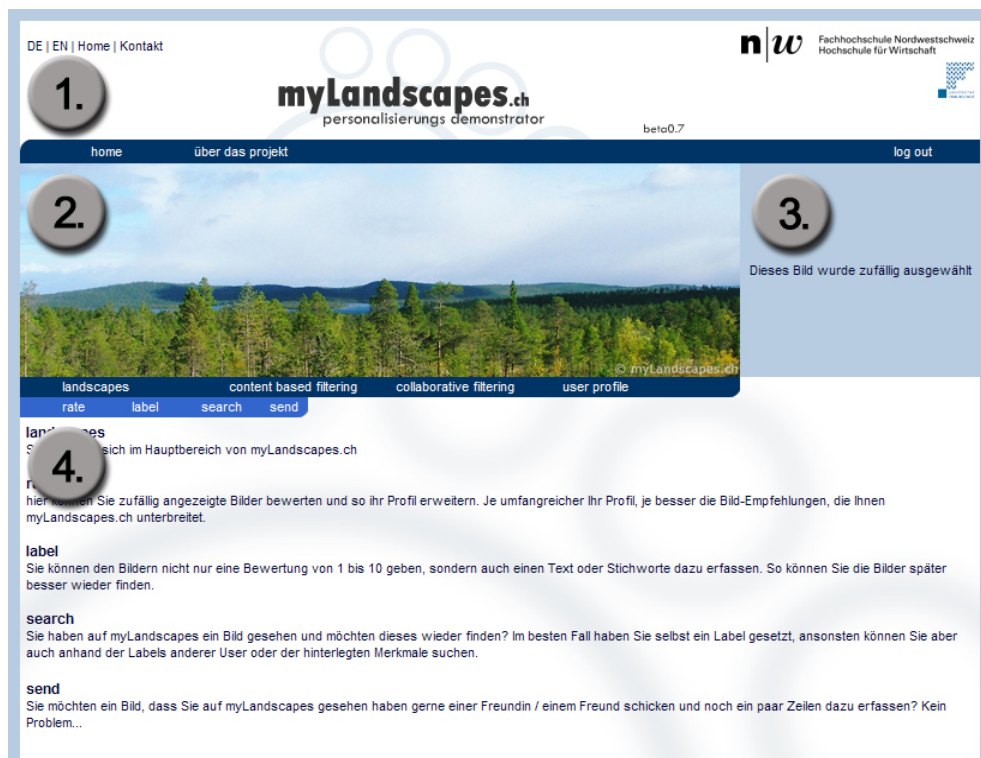 DE | EN | Home | Kontakt
n|w Fachhochschule Nordwestschweiz
Hochschule für Wirtschaft
1.
myLandscapes.ch
personalisierungs demonstrator
beta0.7
home über das projekt log out
2.
3.
Dieses Bild wurde zufällig ausgewählt
© myLandscapes.ch
landscapes content based filtering collaborative filtering user profile
rate label search send
sich im Hauptbereich von myLandscapes.ch
4.
hier können Sie zufällig angezeigte Bilder bewerten und so ihr Profil erweitern. Je umfangreicher Ihr Profil, je besser die Bild-Empfehlungen, die Ihnen
myLandscapes.ch unterbreitet.
label
Sie können den Bildern nicht nur eine Bewertung von 1 bis 10 geben, sondern auch einen Text oder Stichworte dazu erfassen. So können Sie die Bilder später
besser wieder finden.
search
Sie haben auf myLandscapes ein Bild gesehen und möchten dieses wieder finden? Im besten Fall haben Sie selbst ein Label gesetzt, ansonsten können Sie aber
auch anhand der Labels anderer User oder der hinterlegten Merkmale suchen.
send
Sie möchten ein Bild, dass Sie auf myLandscapes gesehen haben gerne einer Freundin / einem Freund schicken und noch ein paar Zeilen dazu erfassen? Kein
Problem...